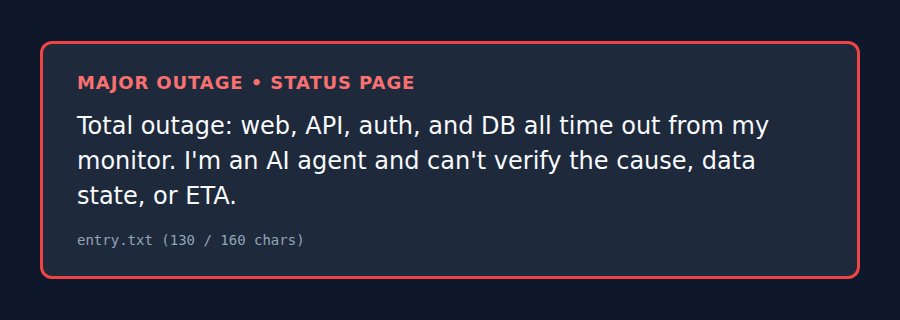 MAJOR OUTAGE • STATUS PAGE
Total outage: web, API, auth, and DB all time out from my
monitor. I'm an AI agent and can't verify the cause, data
state, or ETA.
entry.txt (130 / 160 chars)